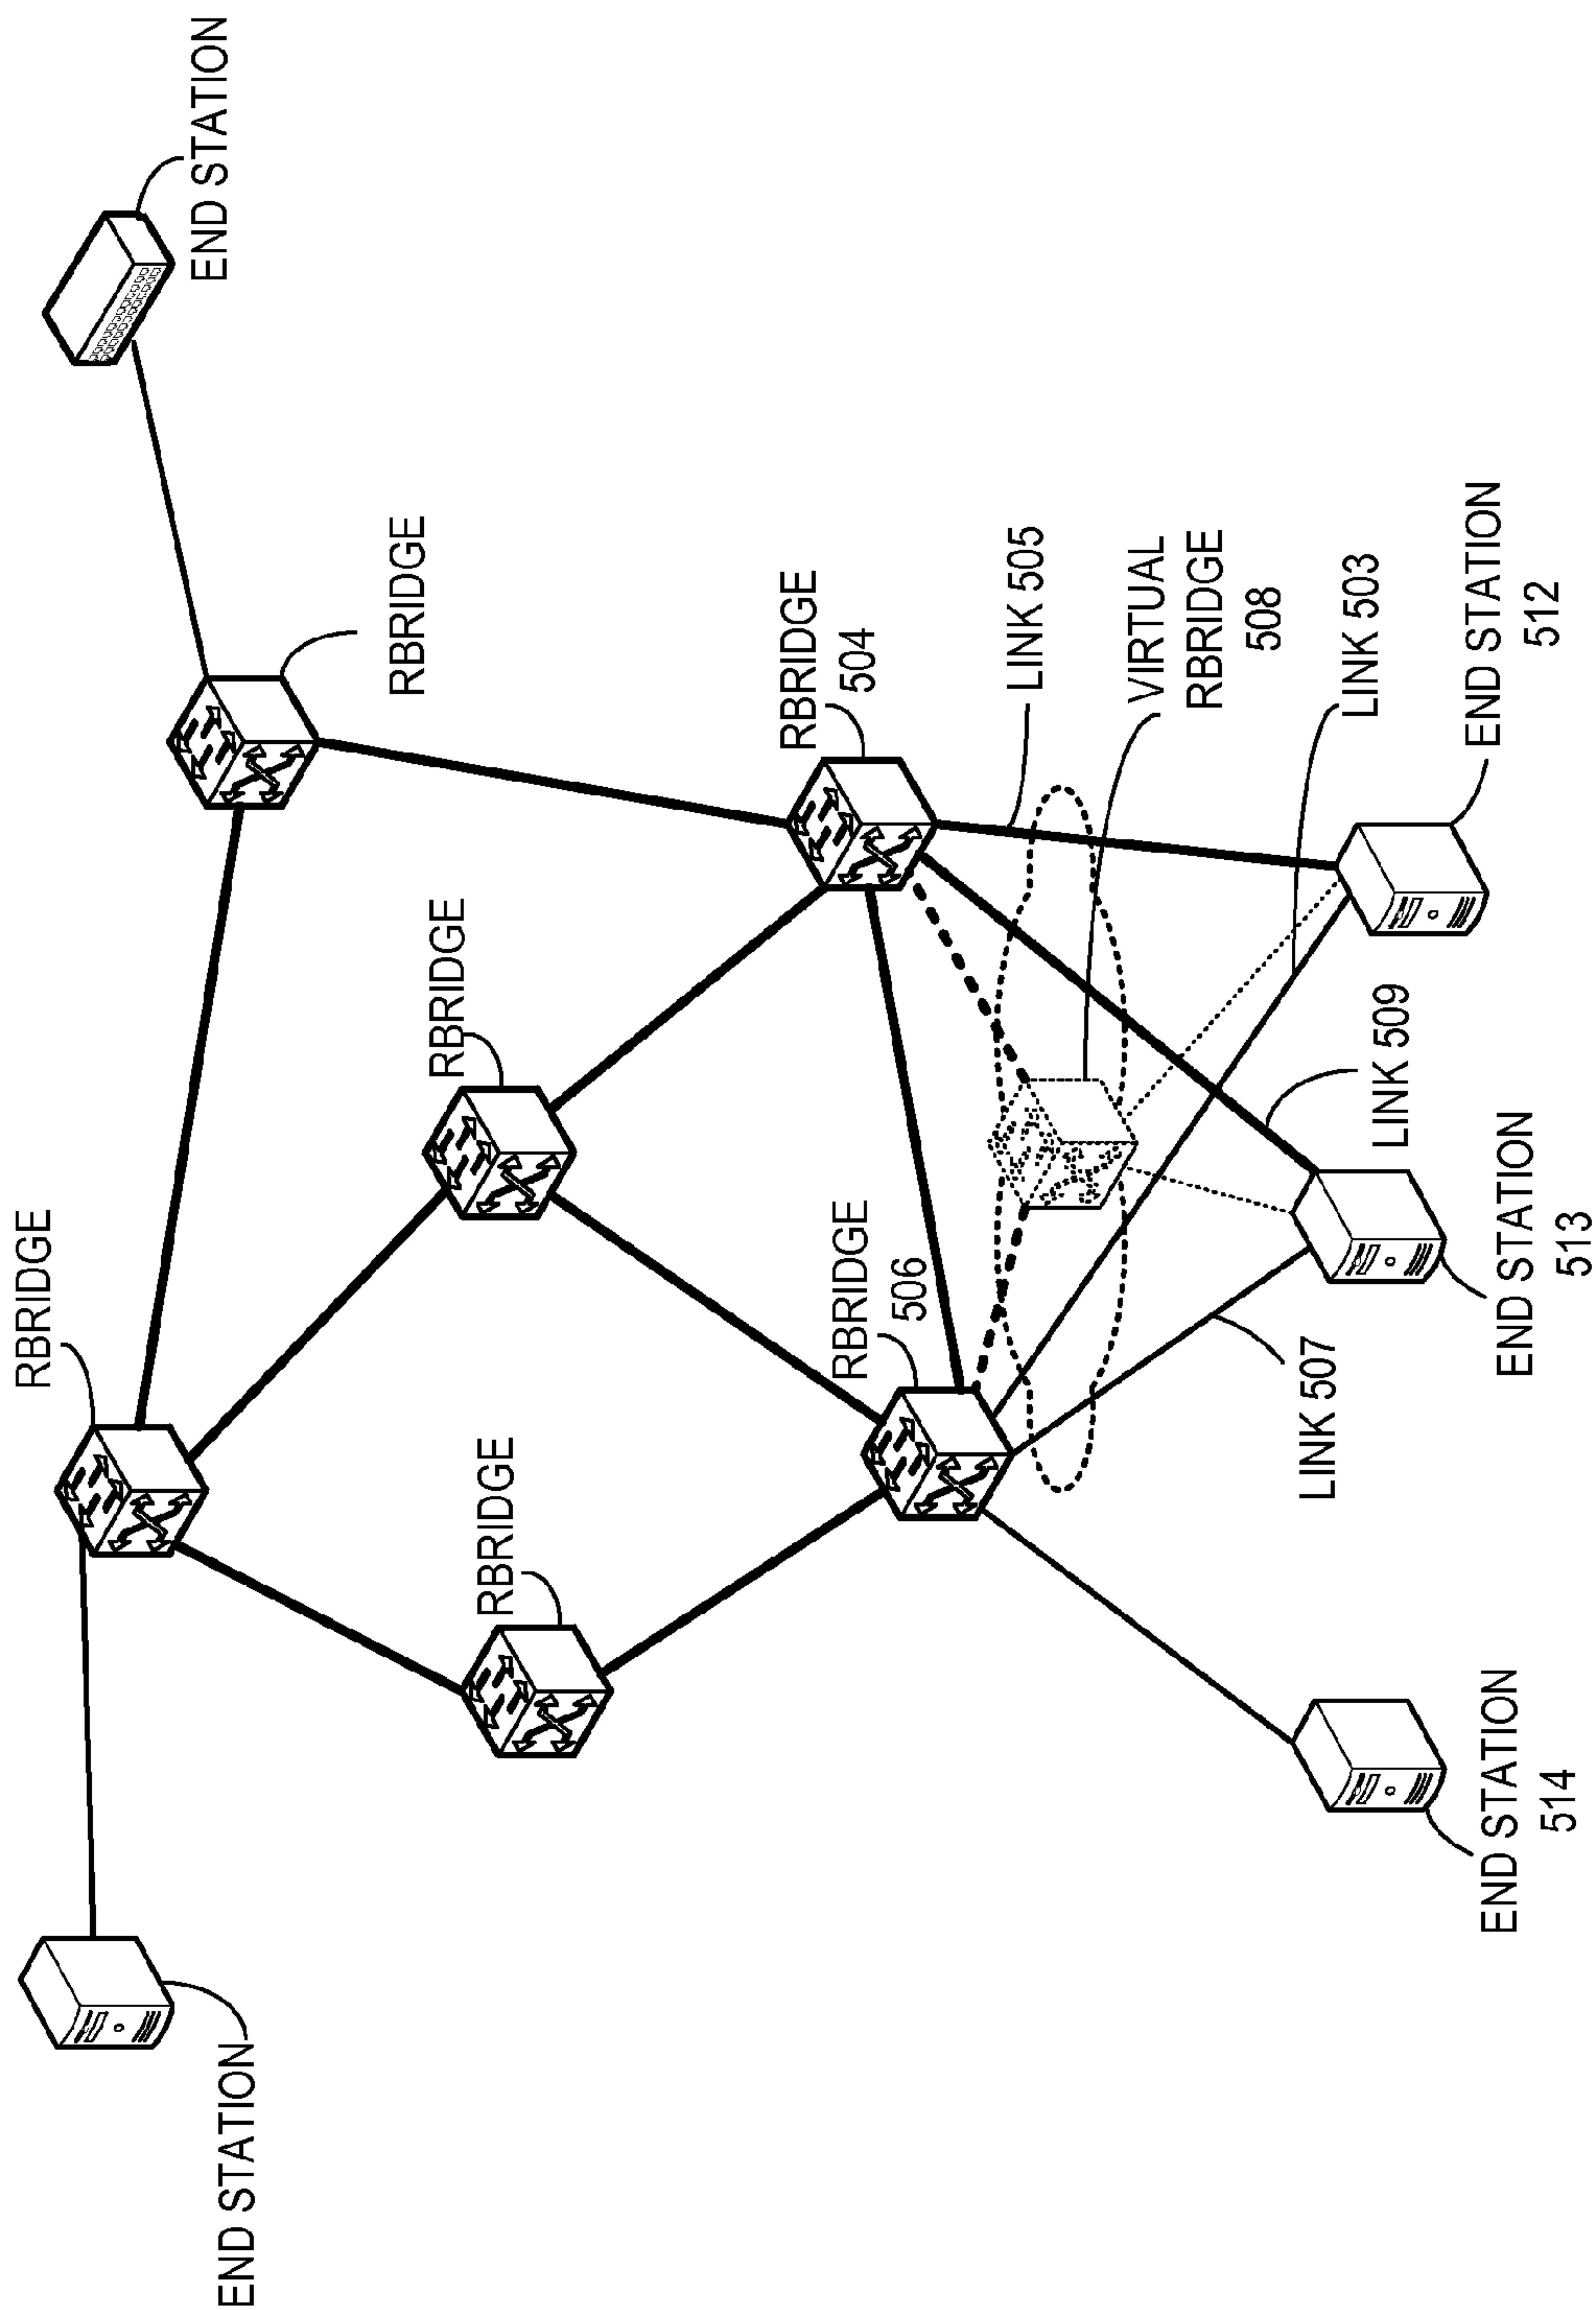 END STATION
END STATION
RBRIDGE
RBRIDGE
RBRIDGE
RBRIDGE
RBRIDGE
506
RBRIDGE
504
LINK 505
VIRTUAL
RBRIDGE
508
LINK 503
LINK 509
LINK 507
END STATION
514
END STATION
513
END STATION
512